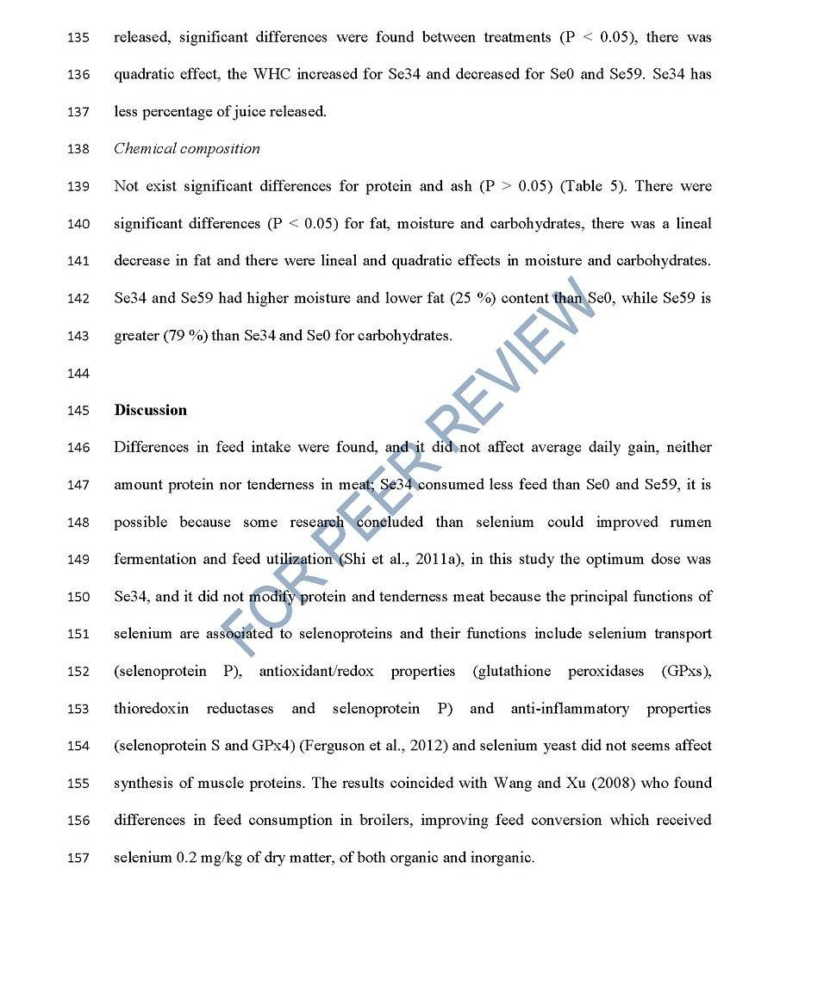 135 released, significant differences were found between treatments (P < 0.05), there was
136 quadratic effect, the WHC increased for Se34 and decreased for Se0 and Se59. Se34 has
137 less percentage of juice released.
138 Chemical composition
139 Not exist significant differences for protein and ash (P > 0.05) (Table 5). There were
140 significant differences (P < 0.05) for fat, moisture and carbohydrates, there was a lineal
141 decrease in fat and there were lineal and quadratic effects in moisture and carbohydrates.
142 Se34 and Se59 had higher moisture and lower fat (25 %) content than Se0, while Se59 is
143 greater (79 %) than Se34 and Se0 for carbohydrates.
144
145 Discussion
146 Differences in feed intake were found, and it did not affect average daily gain, neither
147 amount protein nor tenderness in meat; Se34 consumed less feed than Se0 and Se59, it is
148 possible because some research concluded than selenium could improved rumen
149 fermentation and feed utilization (Shi et al., 2011a), in this study the optimum dose was
150 Se34, and it did not modify protein and tenderness meat because the principal functions of
151 selenium are associated to selenoproteins and their functions include selenium transport
152 (selenoprotein P), antioxidant/redox properties (glutathione peroxidases (GPxs),
153 thioredoxin reductases and selenoprotein P) and anti-inflammatory properties
154 (selenoprotein S and GPx4) (Ferguson et al., 2012) and selenium yeast did not seems affect
155 synthesis of muscle proteins. The results coincided with Wang and Xu (2008) who found
156 differences in feed consumption in broilers, improving feed conversion which received
157 selenium 0.2 mg/kg of dry matter, of both organic and inorganic.
FOR PEER REVIEW